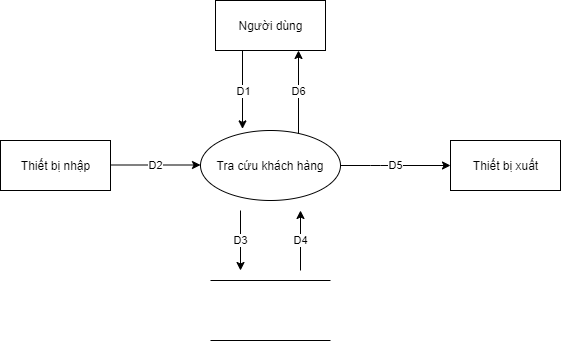 Người dùng
D1
D6
Thiết bị nhập
D2
Tra cứu khách hàng
D5
Thiết bị xuất
D3
D4